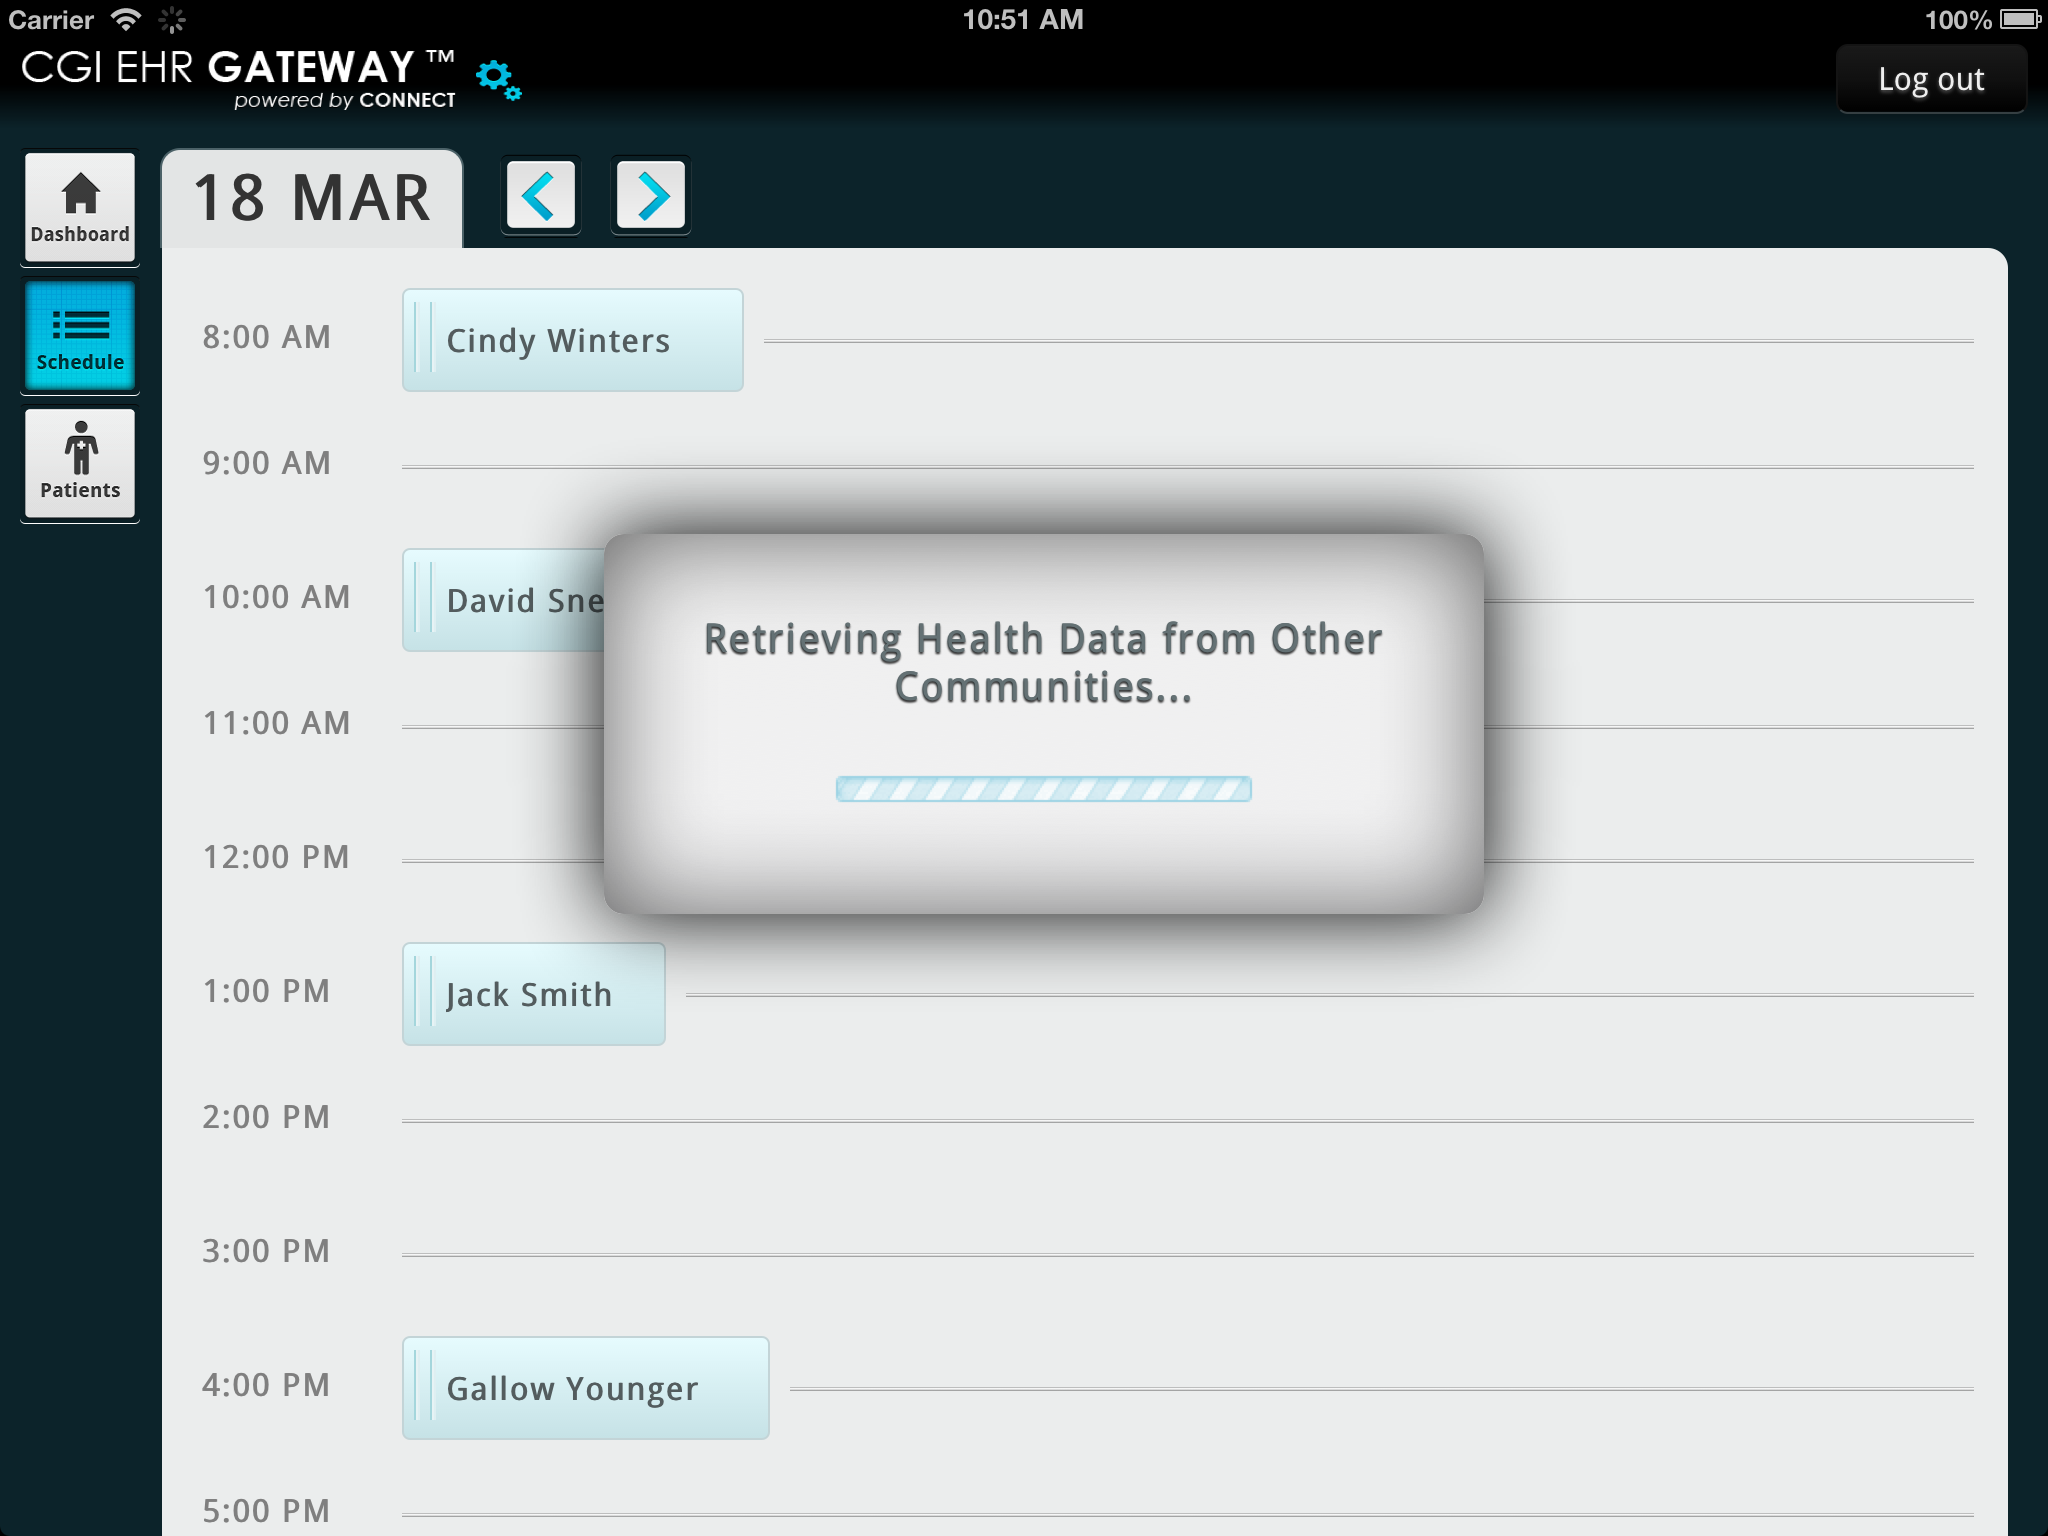 Carrier 10:51 AM 100%
CGI EHR GATEWAY ™
powered by CONNECT
Log out
Dashboard
Schedule
Patients
18 MAR
8:00 AM Cindy Winters
9:00 AM
10:00 AM David
Retrieving Health Data from Other
Communities...
11:00 AM
12:00 PM
1:00 PM Jack Smith
2:00 PM
3:00 PM
4:00 PM Gallow Younger
5:00 PM